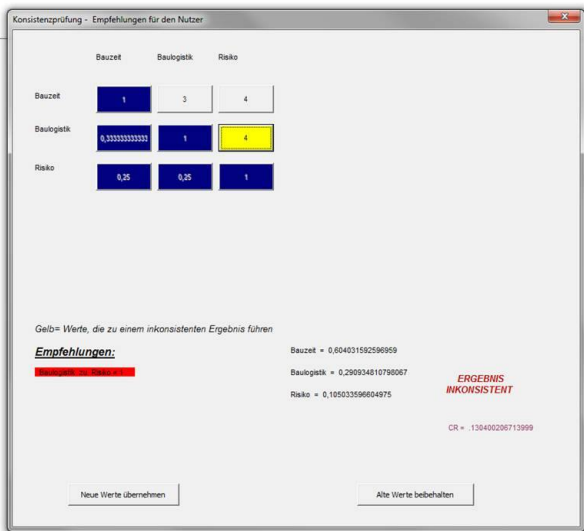 Konsistenzprüfung - Empfehlungen für den Nutzer
Bauzeit Baulogistik Risiko
Bauzeit 1 3 4
Baulogistik 0,333333333333 1 4
Risiko 0,25 0,25 1
Gelb= Werte, die zu einem inkonsistenten Ergebnis führen
Empfehlungen:
Baulogistik zu Risiko = 1
Bauzeit = 0,604031592596959
Baulogistik = 0,290934810798067
Risiko = 0,105033596604975
ERGEBNIS
INKONSISTENT
CR = .130400206713999
Neue Werte übernehmen
Alte Werte beibehalten